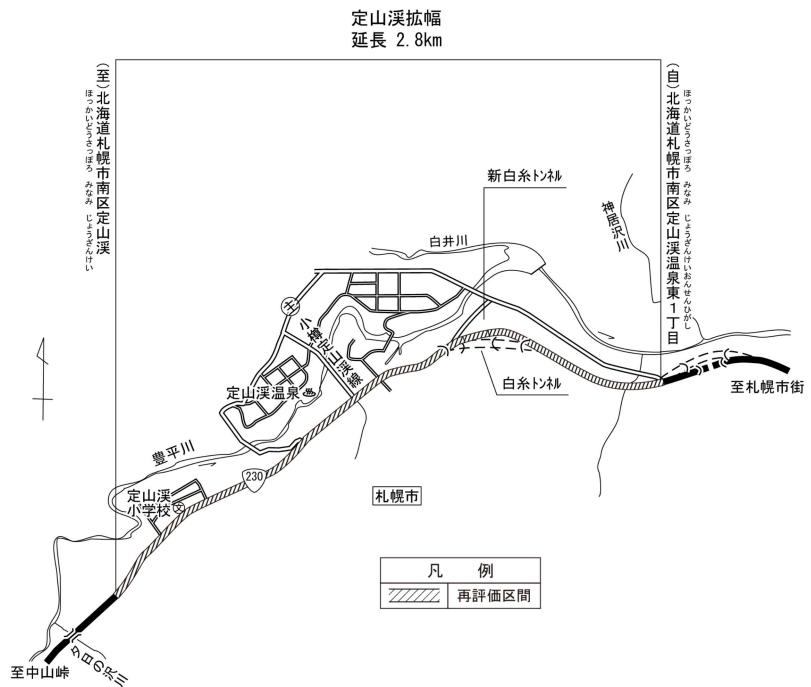 定山渓拡幅
延長 2.8km
(至)北海道札幌市南区定山渓
ほっかいどうさっぽろ みなみ じょうざんけい
(自)北海道札幌市南区定山渓温泉東1丁目
ほっかいどうさっぽろ みなみ じょうざんけいおんせんひがし
新白糸トンネル
神居沢川
白井川
主
小樽定山渓線
定山渓温泉
白糸トンネル
至札幌市街
豊平川
230
定山渓
小学校
文
札幌市
凡 例
再評価区間
至中山峠
夕日の沢川